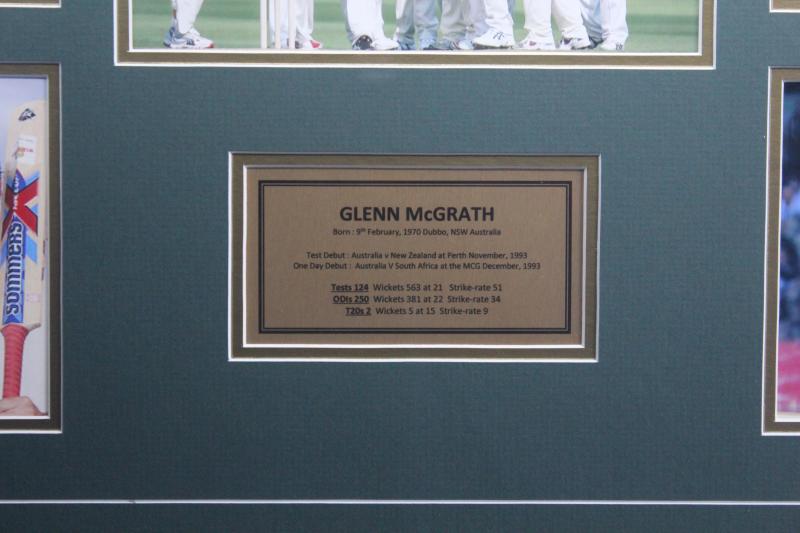 GLENN McGRATH
Born : 9th February, 1970 Dubbo, NSW Australia
Test Debut : Australia v New Zealand at Perth November, 1993
One Day Debut : Australia V South Africa at the MCG December, 1993
Tests 124 Wickets 563 at 21 Strike-rate 51
ODIs 250 Wickets 381 at 22 Strike-rate 34
T20s 2 Wickets 5 at 15 Strike-rate 9
SOMMERS